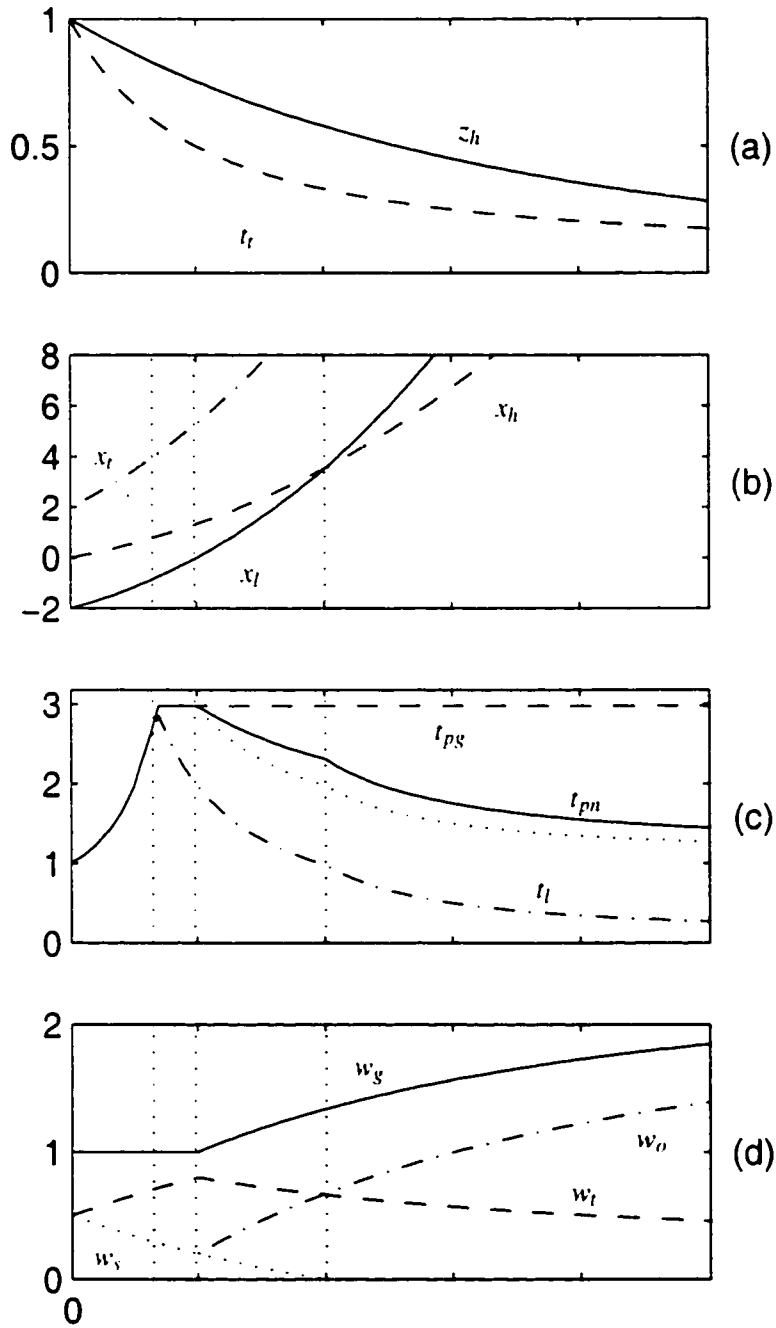 1
z_h
0.5
(a)
t_t
0
8
6
x_h
x_t
4
(b)
2
0
x_l
−2
3
t_pg
2
t_pn
(c)
1
t_l
0
2
w_g
1
w_o
(d)
w_t
w_s
0
0